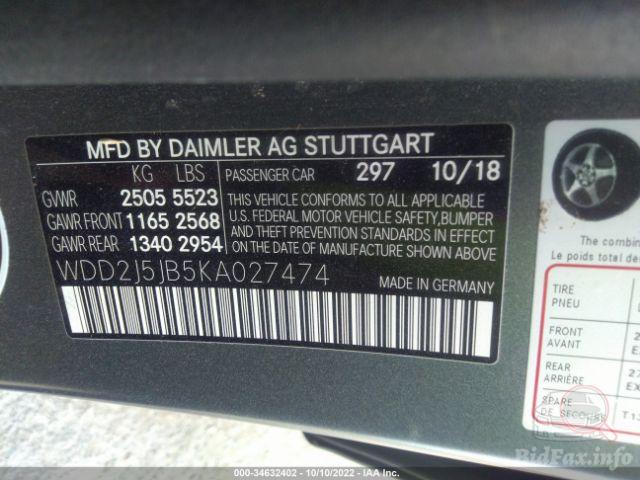 MFD BY DAIMLER AG STUTTGART
KG LBS
GVWR 2505 5523
GAWR FRONT 1165 2568
GAWR REAR 1340 2954
PASSENGER CAR 297 10/18
THIS VEHICLE CONFORMS TO ALL APPLICABLE
U.S. FEDERAL MOTOR VEHICLE SAFETY, BUMPER
AND THEFT PREVENTION STANDARDS IN EFFECT
ON THE DATE OF MANUFACTURE SHOWN ABOVE
WDD2J5JB5KA027474
MADE IN GERMANY
The combine
Le poids total de
TIRE
PNEU
FRONT
AVANT
REAR
ARRIÈRE
SPARE
DE SECOURS
BidFax.info
000-34632402 - 10/10/2022 - IAA Inc.